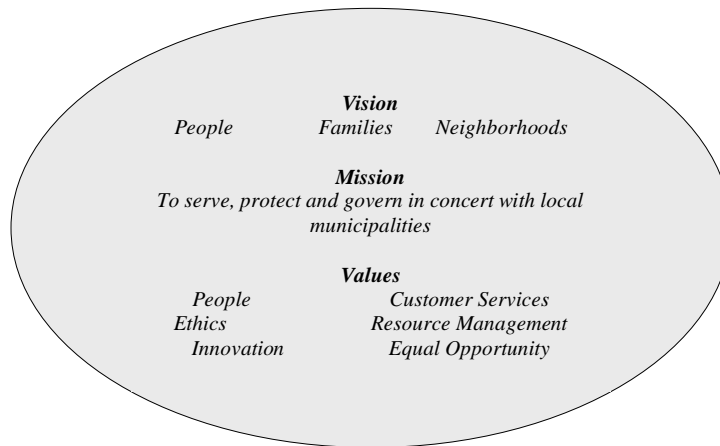 Vision
People Families Neighborhoods
Mission
To serve, protect and govern in concert with local
municipalities
Values
People Customer Services
Ethics Resource Management
Innovation Equal Opportunity